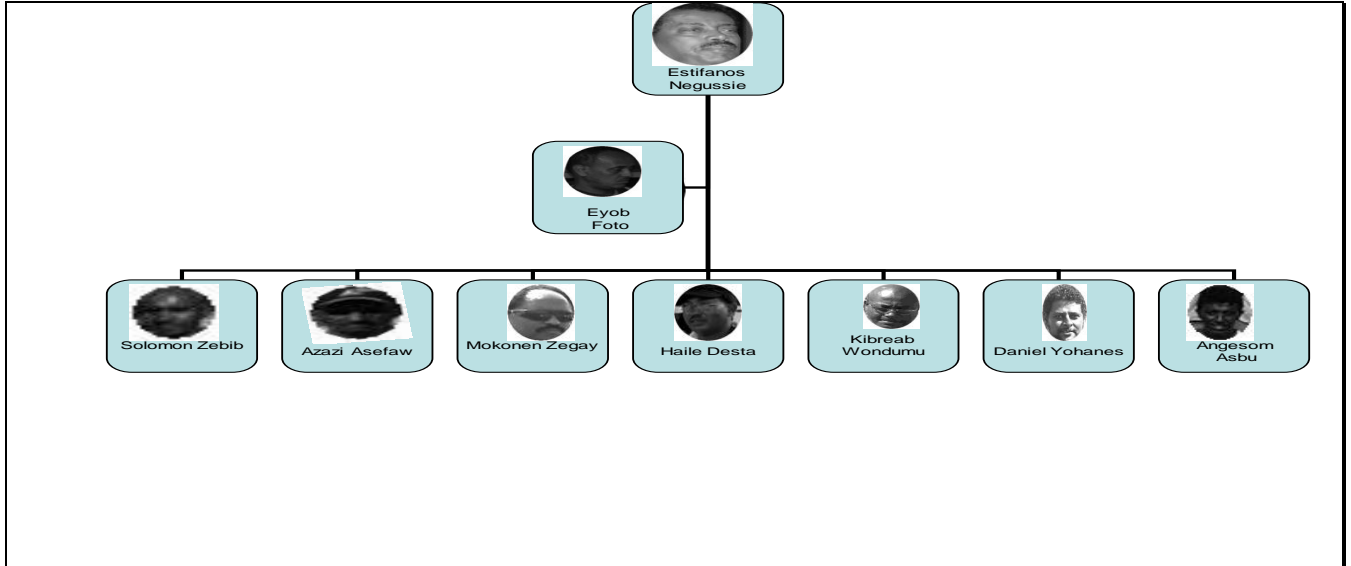 Estifanos
Negussie
Eyob
Foto
Solomon Zebib
Azazi Asefaw
Mokonen Zegay
Haile Desta
Kibreab
Wondumu
Daniel Yohanes
Angesom
Asbu